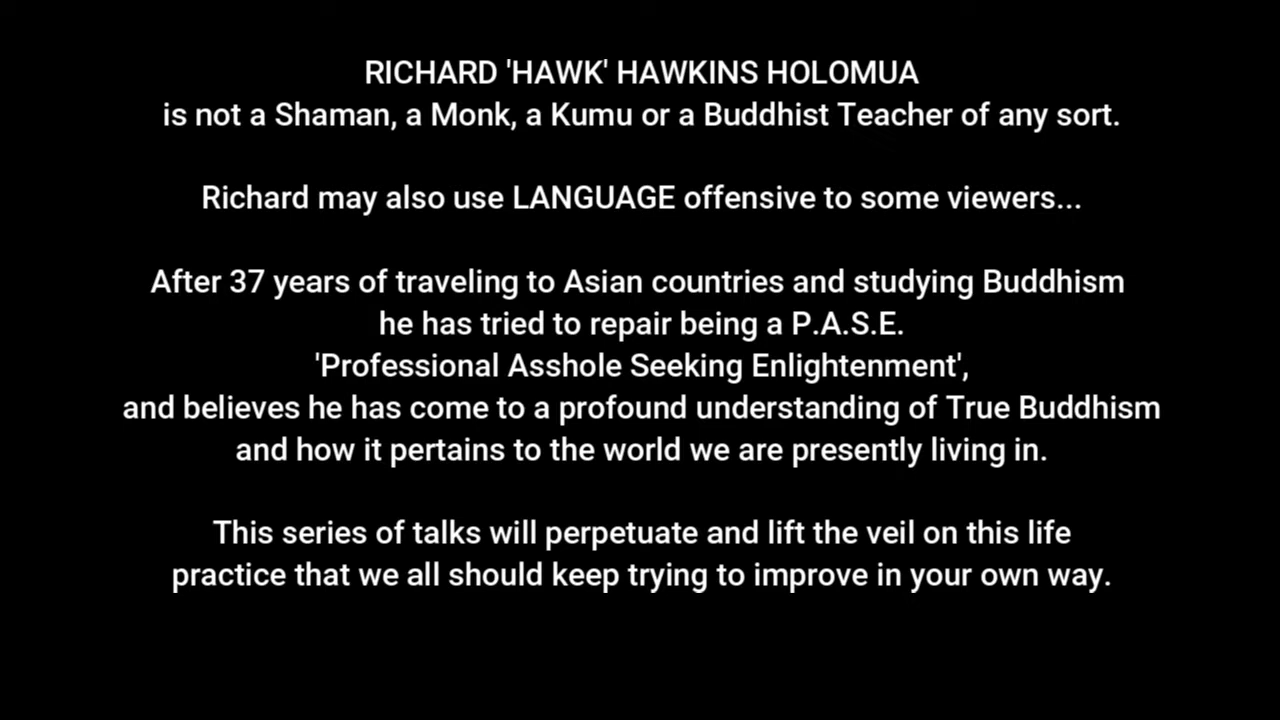 RICHARD 'HAWK' HAWKINS HOLOMUA
is not a Shaman, a Monk, a Kumu or a Buddhist Teacher of any sort.
Richard may also use LANGUAGE offensive to some viewers...
After 37 years of traveling to Asian countries and studying Buddhism
he has tried to repair being a P.A.S.E.
'Professional Asshole Seeking Enlightenment',
and believes he has come to a profound understanding of True Buddhism
and how it pertains to the world we are presently living in.
This series of talks will perpetuate and lift the veil on this life
practice that we all should keep trying to improve in your own way.